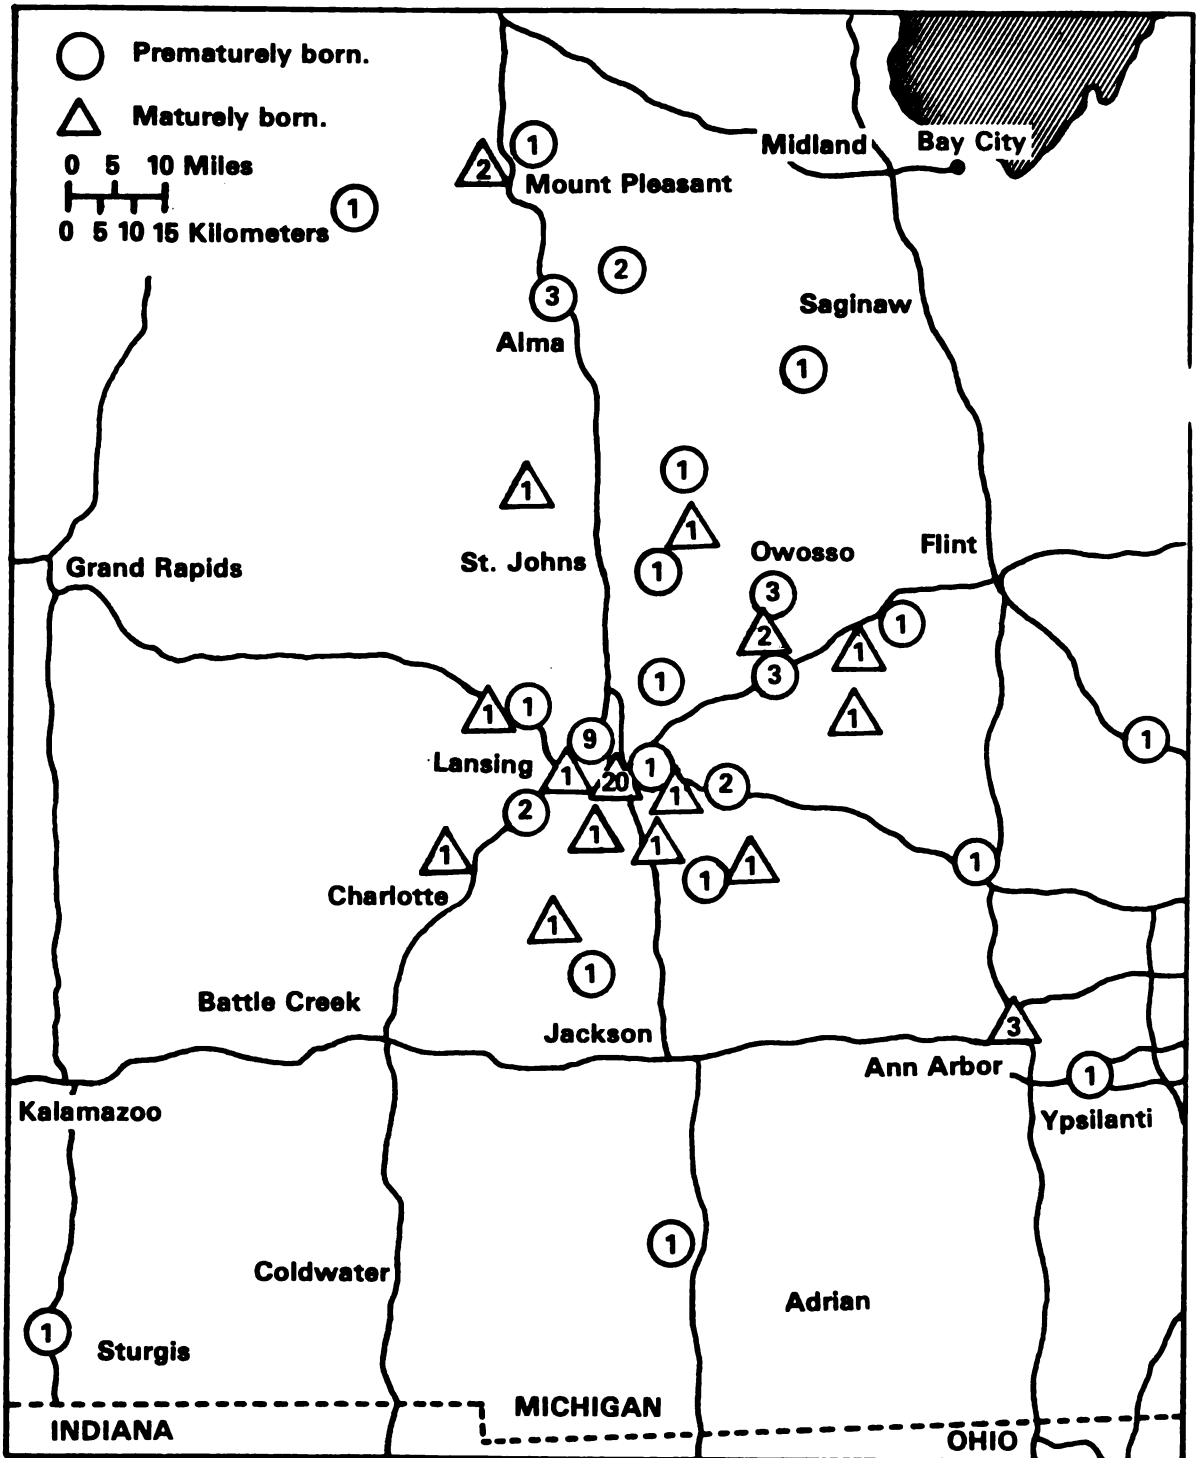 Prematurely born.
Maturely born.
0 5 10 Miles
0 5 10 15 Kilometers
1
2
Mount Pleasant
Midland
Bay City
1
2
3
Alma
Saginaw
1
1
1
St. Johns
1
1
Owosso
Flint
Grand Rapids
3
2
1
1
3
1
1
1
1
9
1
Lansing
1
20
1
1
2
2
1
1
1
1
1
1
Charlotte
1
1
Battle Creek
Jackson
3
Ann Arbor
1
Kalamazoo
Ypsilanti
1
Coldwater
Adrian
1
Sturgis
MICHIGAN
INDIANA
OHIO